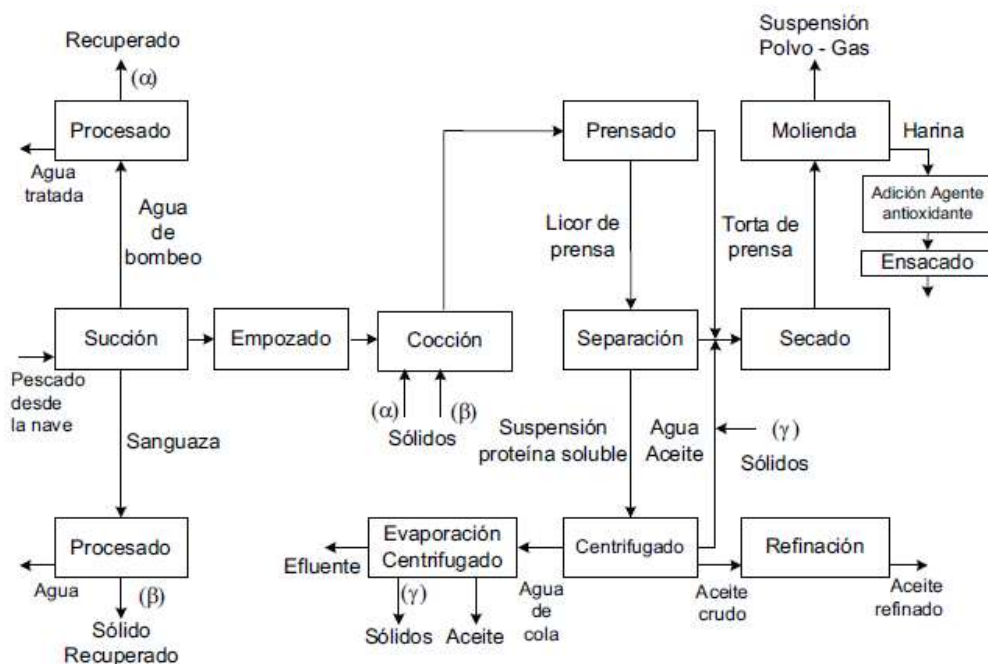 Recuperado
(α)
Procesado
Agua
tratada
Agua
de
bombeo
Succión
Pescado
desde
la nave
Sanguaza
Procesado
Agua
(β)
Sólido
Recuperado
Empozado
Cocción
(α)
(β)
Sólidos
Prensado
Licor de
prensa
Torta de
prensa
Separación
Suspensión
proteína soluble
Agua
Aceite
(γ)
Sólidos
Secado
Suspensión
Polvo - Gas
Molienda
Harina
Adición Agente
antioxidante
Ensacado
Evaporación
Centrifugado
Efluente
(γ)
Sólidos
Aceite
Agua
de
cola
Centrifugado
Aceite
crudo
Refinación
Aceite
refinado